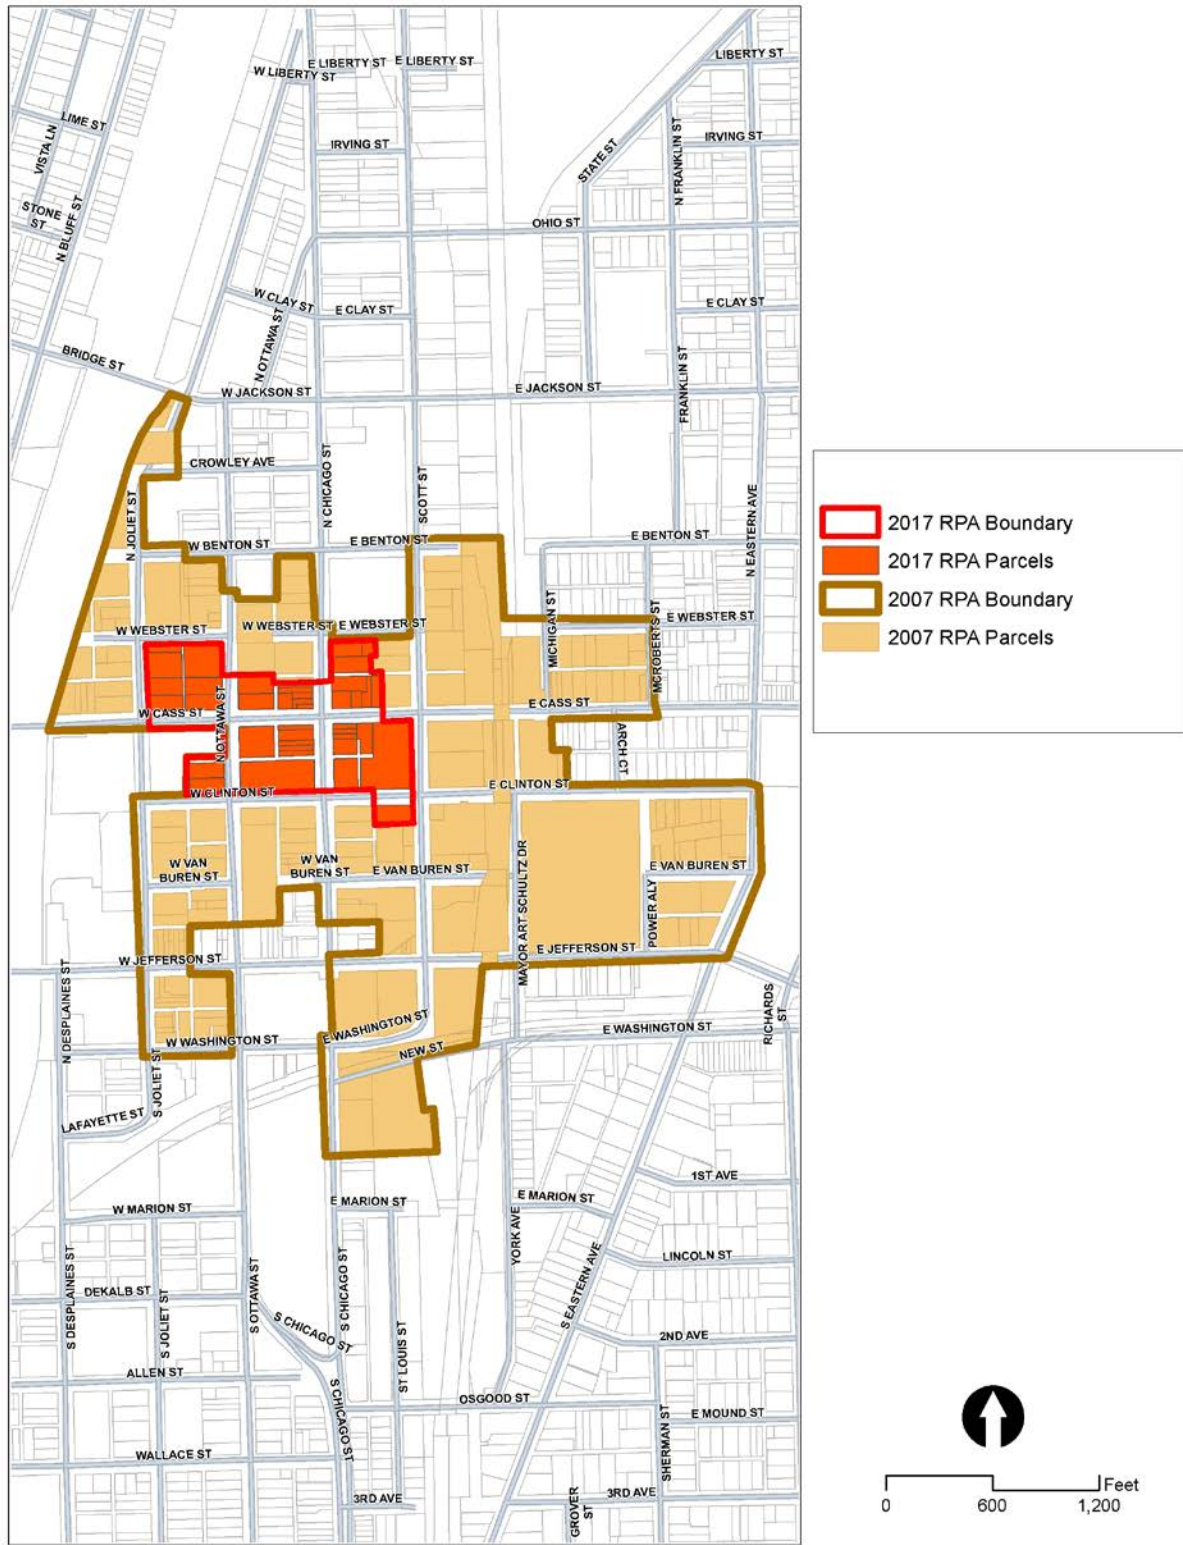 LIBERTY ST
E LIBERTY ST
E LIBERTY ST
W LIBERTY ST
LIME ST
VISTA LN
IRVING ST
IRVING ST
STATE ST
N FRANKLIN ST
STONE
ST
N BLUFF ST
OHIO ST
W CLAY ST
E CLAY ST
E CLAY ST
N OTTAWA ST
BRIDGE ST
FRANKLIN ST
W JACKSON ST
E JACKSON ST
CROWLEY AVE
N CHICAGO ST
SCOTT ST
N JOLIET ST
N EASTERN AVE
W BENTON ST
E BENTON ST
E BENTON ST
W WEBSTER ST
W WEBSTER ST
E WEBSTER ST
MICHIGAN ST
MCROBERTS ST
E WEBSTER ST
W CASS ST
N OTTAWA ST
E CASS ST
ARCH CT
W CLINTON ST
E CLINTON ST
W VAN
BUREN ST
W VAN
BUREN ST
E VAN BUREN ST
MAYOR ART SCHULTZ DR
E VAN BUREN ST
POWER ALY
W JEFFERSON ST
E JEFFERSON ST
N DESPLAINES ST
RICHARDS
ST
W WASHINGTON ST
E WASHINGTON ST
E WASHINGTON ST
NEW ST
S JOLIET ST
LAFAYETTE ST
1ST AVE
W MARION ST
E MARION ST
E MARION ST
YORK AVE
S DESPLAINES ST
S OTTAWA ST
S CHICAGO ST
S EASTERN AVE
LINCOLN ST
DEKALB ST
S JOLIET ST
S CHICAGO ST
ST LOUIS ST
2ND AVE
ALLEN ST
S CHICAGO ST
OSGOOD ST
E MOUND ST
SHERMAN ST
WALLACE ST
3RD AVE
GROVER
ST
3RD AVE
2017 RPA Boundary
2017 RPA Parcels
2007 RPA Boundary
2007 RPA Parcels
Feet
0 600 1,200